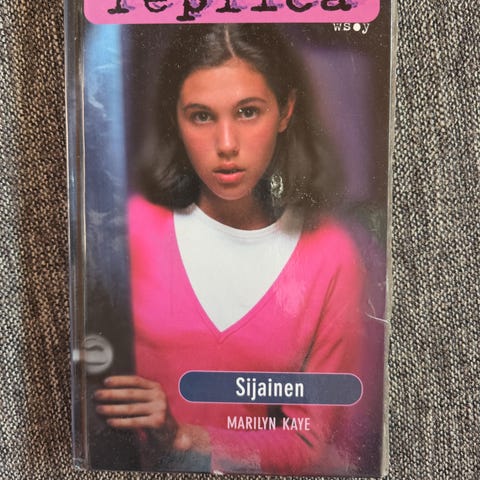 replica
wsoy
Sijainen
MARILYN KAYE